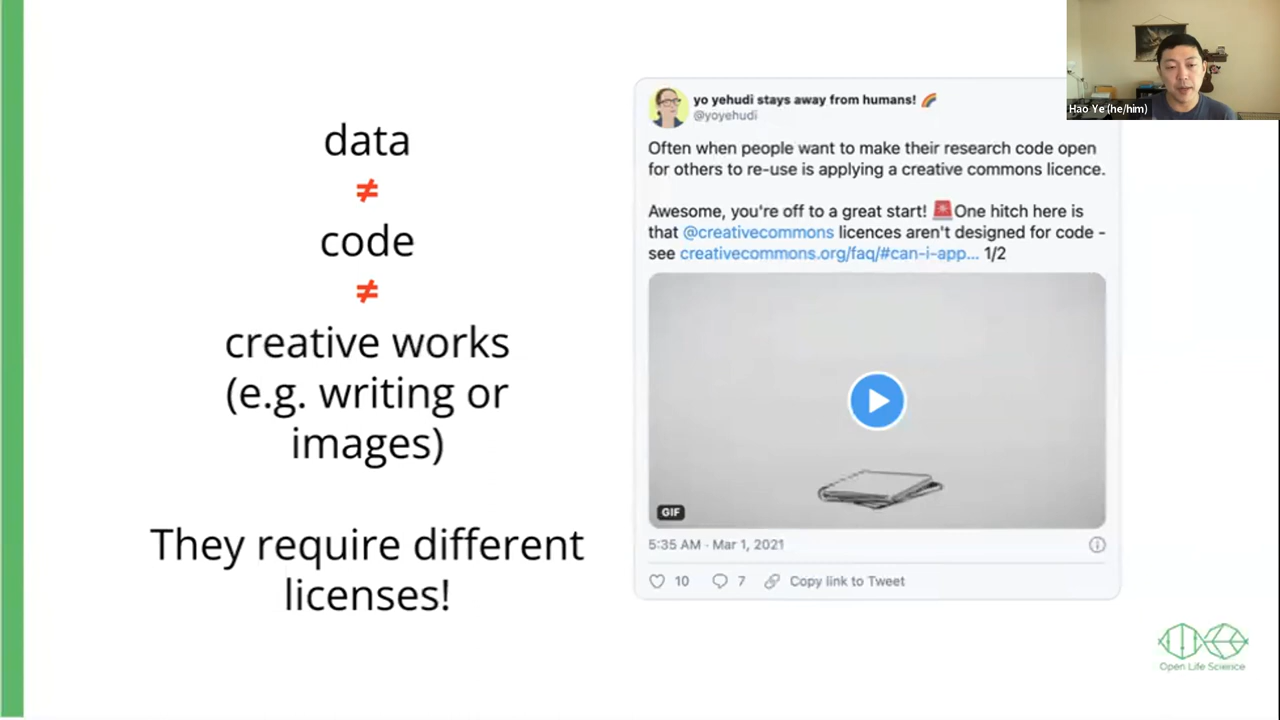 data
≠
code
≠
creative works
(e.g. writing or
images)
They require different
licenses!
yo yehudi stays away from humans! 🌈
@yoyehudi
Often when people want to make their research code open
for others to re-use is applying a creative commons licence.
Awesome, you're off to a great start! 🚨One hitch here is
that @creativecommons licences aren't designed for code -
see creativecommons.org/faq/#can-i-app... 1/2
GIF
5:35 AM · Mar 1, 2021
10 7 Copy link to Tweet
Hao Ye (he/him)
Open Life Science